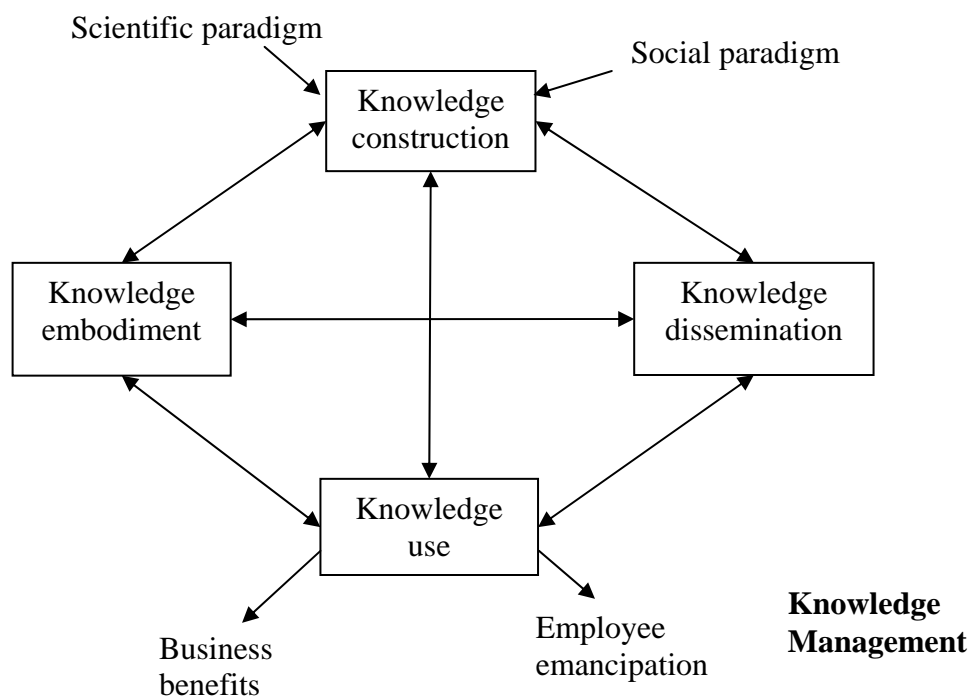 Scientific paradigm
Social paradigm
Knowledge
construction
Knowledge
embodiment
Knowledge
dissemination
Knowledge
use
Business
benefits
Employee
emancipation
Knowledge
Management